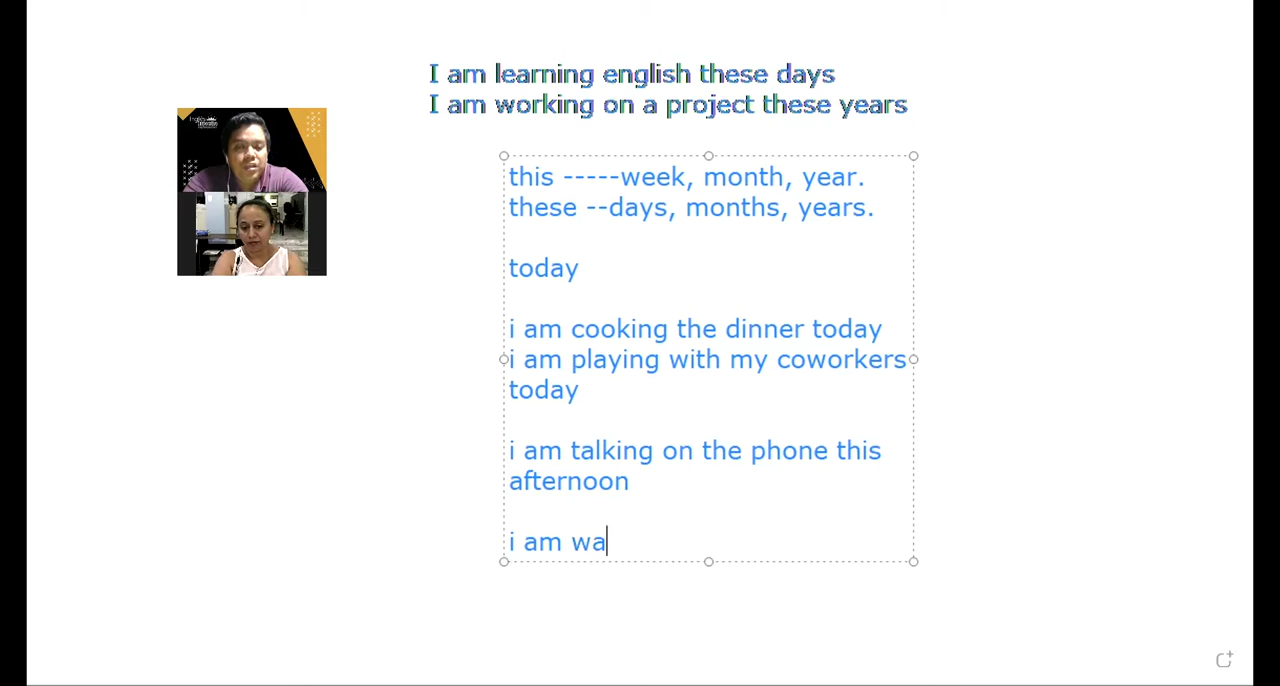 I am learning english these days
I am working on a project these years
this -----week, month, year.
these --days, months, years.
today
i am cooking the dinner today
i am playing with my coworkers
today
i am talking on the phone this
afternoon
i am wa